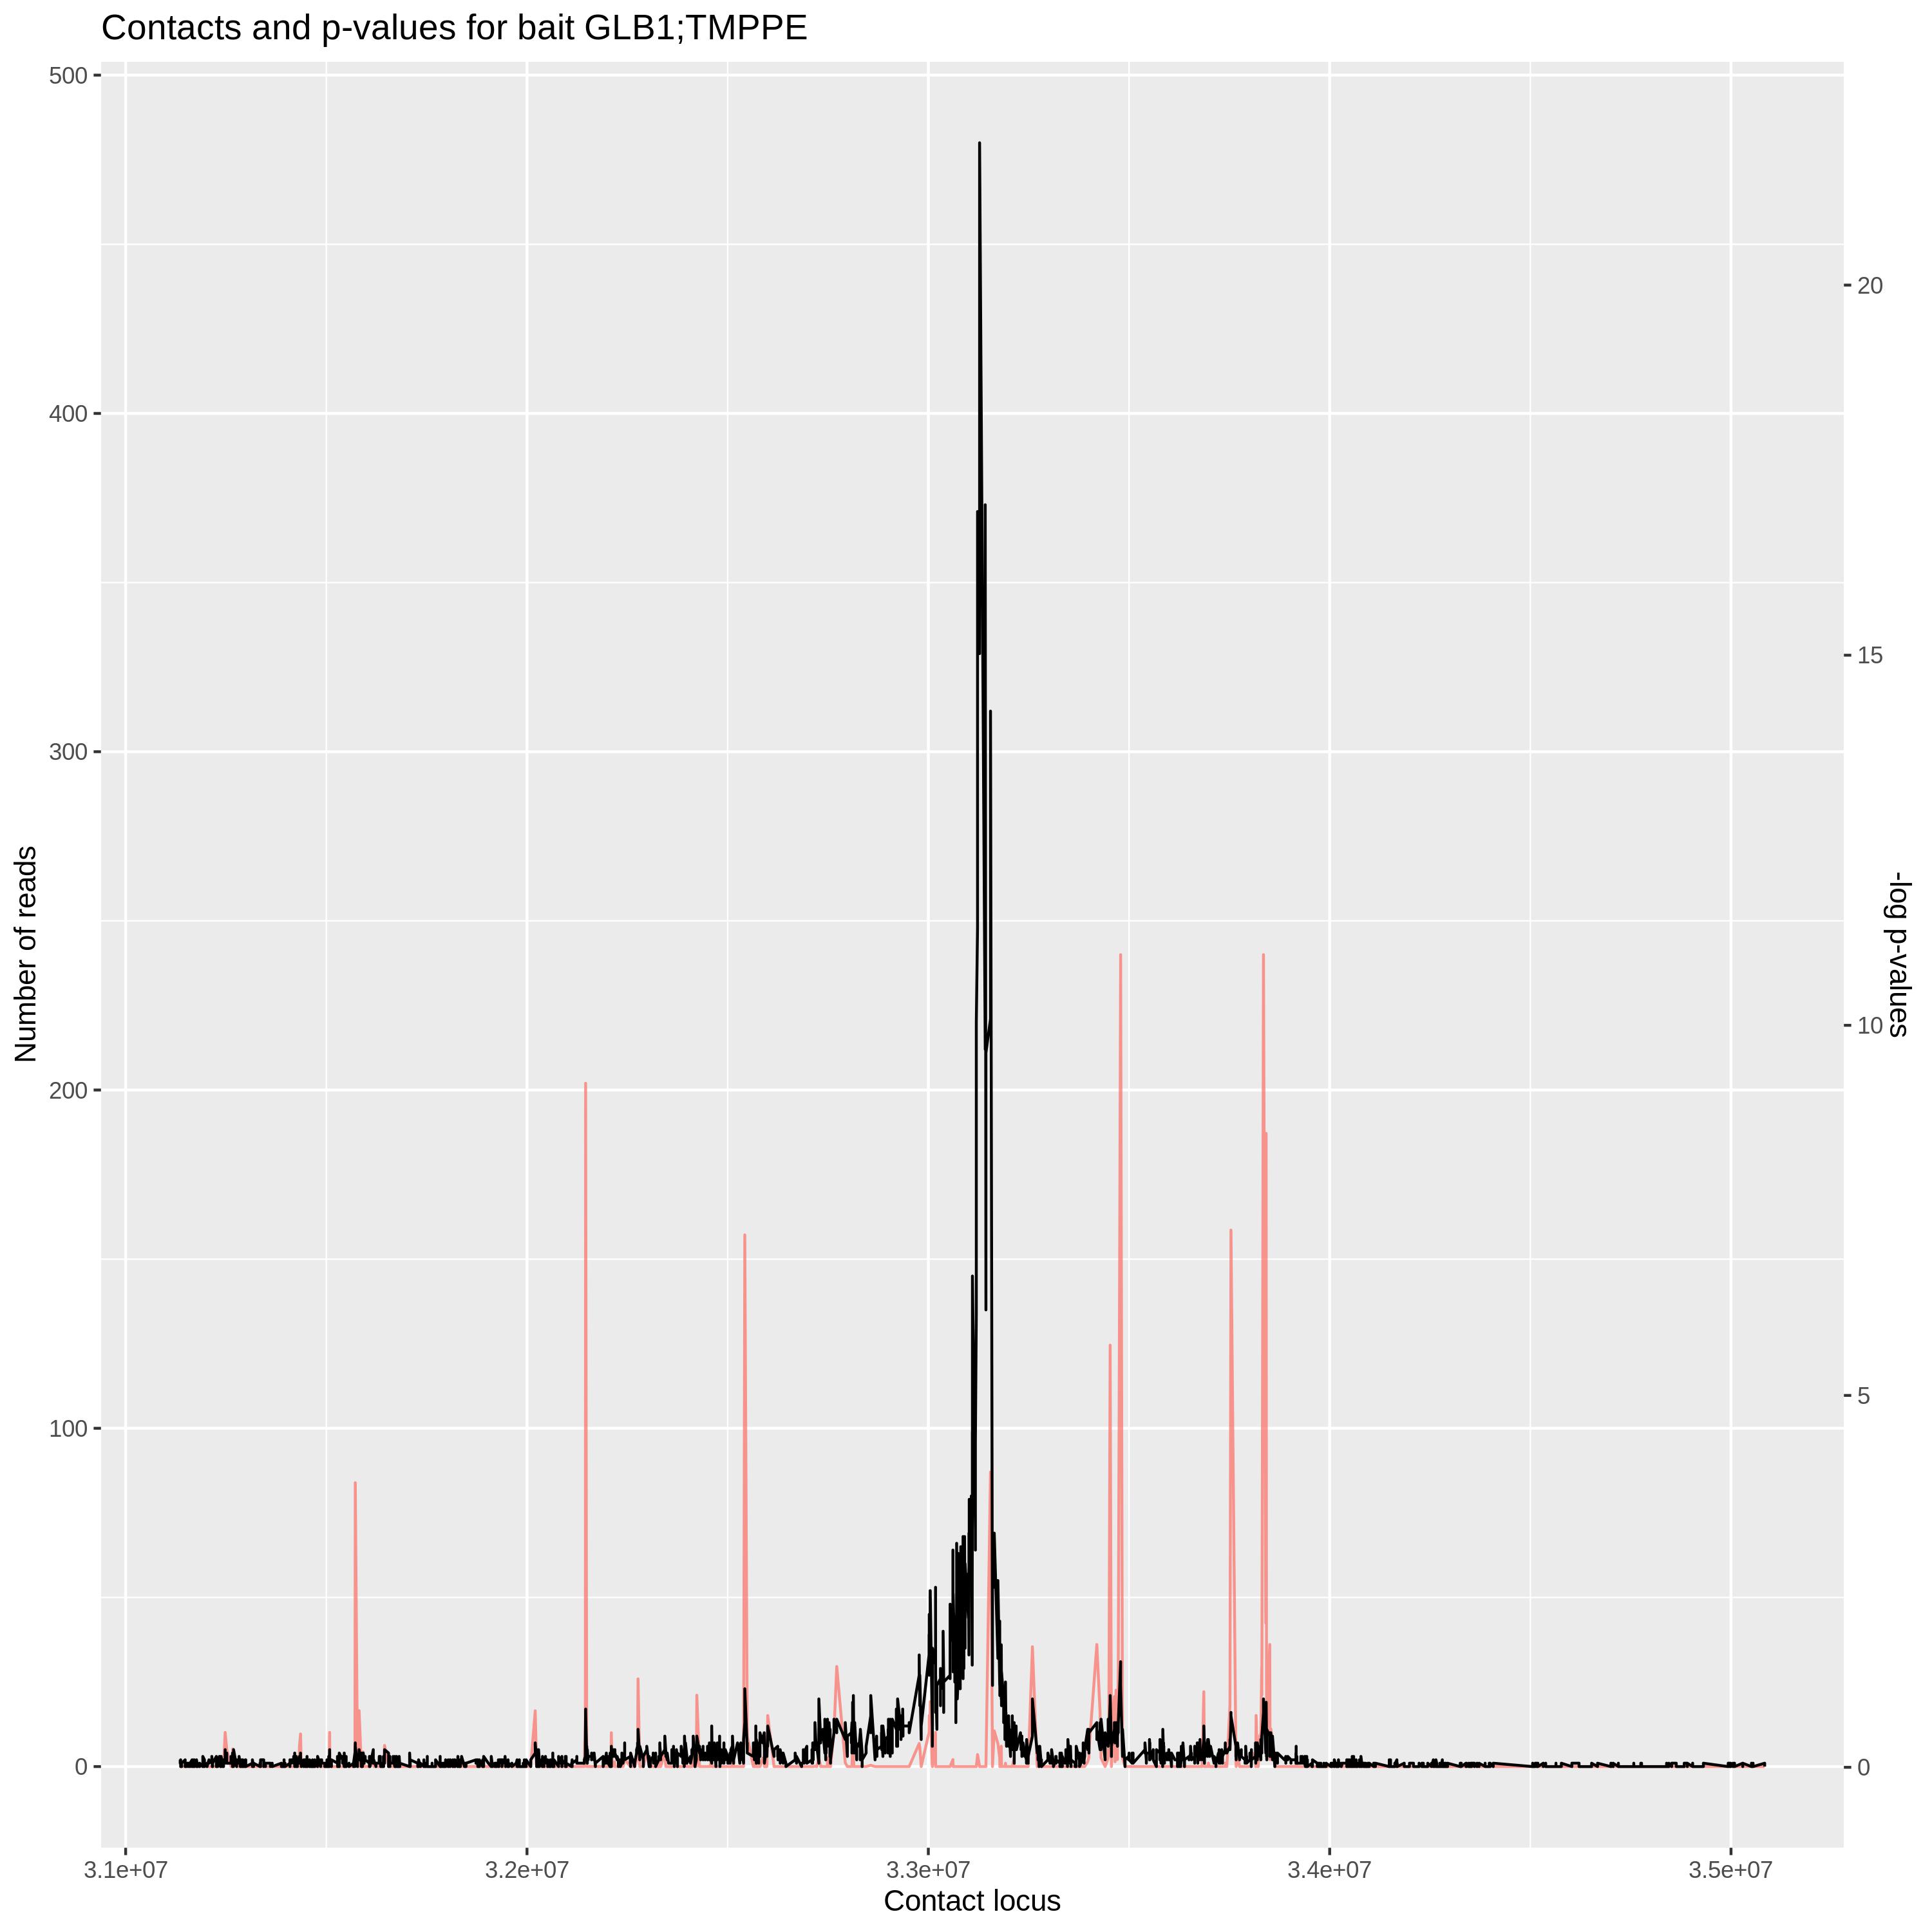 Contacts and p-values for bait GLB1;TMPPE
500
400
300
200
100
0
Number of reads
20
15
10
5
0
-log p-values
3.1e+07
3.2e+07
3.3e+07
3.4e+07
3.5e+07
Contact locus